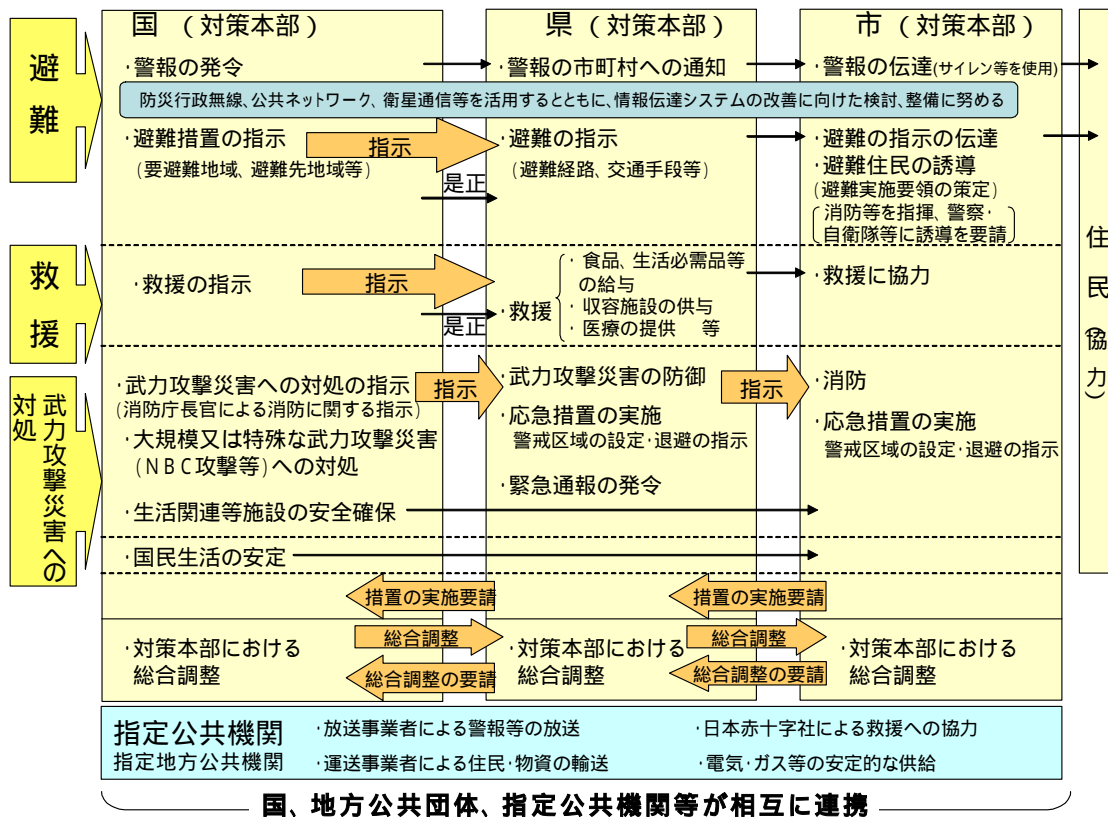 国(対策本部)
県(対策本部)
市(対策本部)
避難
・警報の発令
・警報の市町村への通知
・警報の伝達(サイレン等を使用)
防災行政無線、公共ネットワーク、衛星通信等を活用するとともに、情報伝達システムの改善に向けた検討、整備に努める
・避難措置の指示
(要避難地域、避難先地域等)
指示
是正
・避難の指示
(避難経路、交通手段等)
・避難の指示の伝達
・避難住民の誘導
(避難実施要領の策定)
消防等を指揮、警察・
自衛隊等に誘導を要請
住民(協力)
救援
・救援の指示
指示
是正
・救援
・食品、生活必需品等
の給与
・収容施設の供与
・医療の提供 等
・救援に協力
武力攻撃災害への
対処
・武力攻撃災害への対処の指示
(消防庁長官による消防に関する指示)
・大規模又は特殊な武力攻撃災害
(NBC攻撃等)への対処
・生活関連等施設の安全確保
・国民生活の安定
指示
・武力攻撃災害の防御
・応急措置の実施
警戒区域の設定・退避の指示
・緊急通報の発令
指示
・消防
・応急措置の実施
警戒区域の設定・退避の指示
措置の実施要請
措置の実施要請
・対策本部における
総合調整
総合調整
総合調整の要請
・対策本部における
総合調整
総合調整
総合調整の要請
・対策本部における
総合調整
指定公共機関
指定地方公共機関
・放送事業者による警報等の放送
・運送事業者による住民・物資の輸送
・日本赤十字社による救援への協力
・電気・ガス等の安定的な供給
国、地方公共団体、指定公共機関等が相互に連携